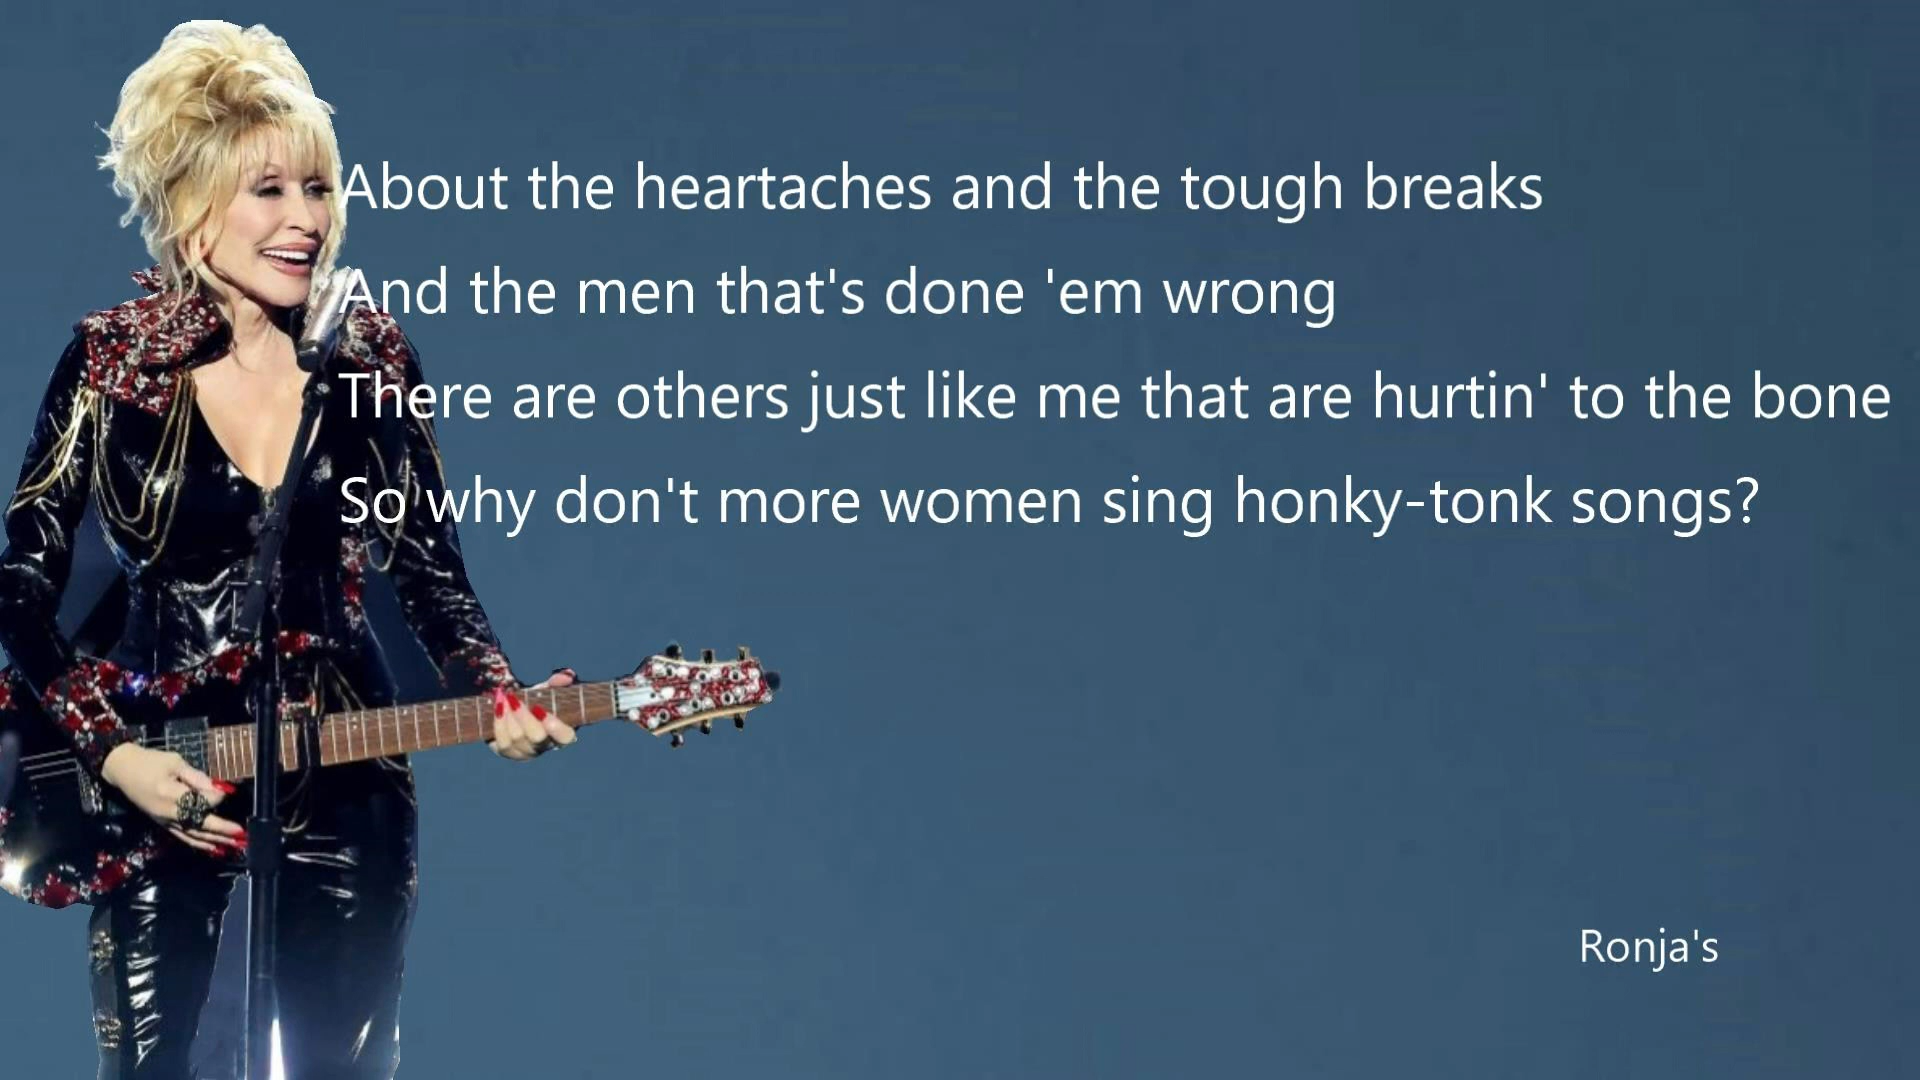 About the heartaches and the tough breaks
And the men that's done 'em wrong
There are others just like me that are hurtin' to the bone
So why don't more women sing honky-tonk songs?
Ronja's